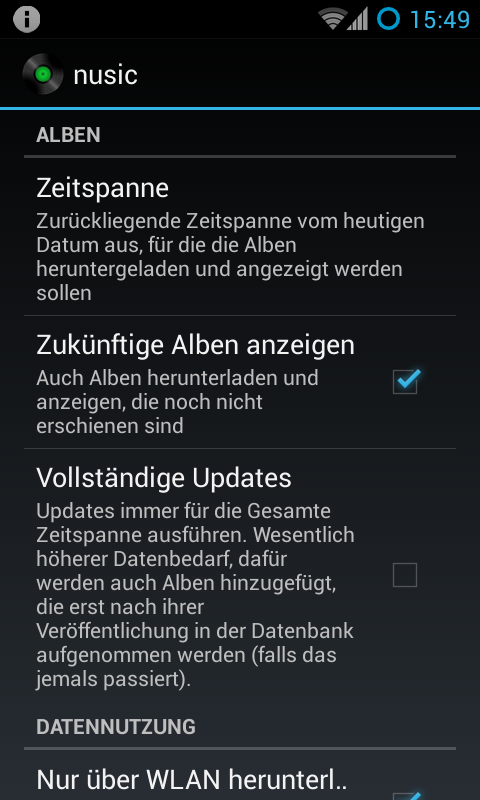 15:49
nusic
ALBEN
Zeitspanne
Zurückliegende Zeitspanne vom heutigen
Datum aus, für die die Alben
heruntergeladen und angezeigt werden
sollen
Zukünftige Alben anzeigen
Auch Alben herunterladen und
anzeigen, die noch nicht
erschienen sind
Vollständige Updates
Updates immer für die Gesamte
Zeitspanne ausführen. Wesentlich
höherer Datenbedarf, dafür
werden auch Alben hinzugefügt,
die erst nach ihrer
Veröffentlichung in der Datenbank
aufgenommen werden (falls das
jemals passiert).
DATENNUTZUNG
Nur über WLAN herunterl..